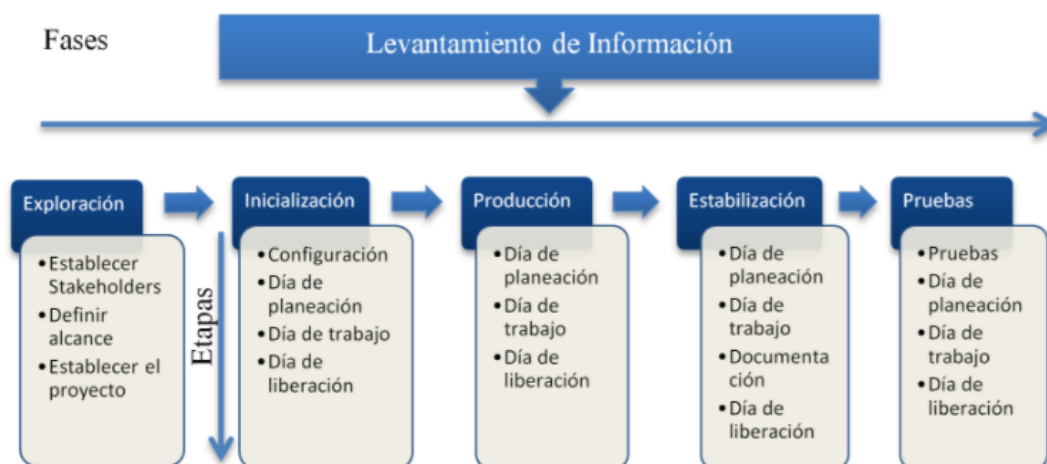 Fases
Levantamiento de Información
Exploración
•Establecer
Stakeholders
•Definir
alcance
•Establecer el
proyecto
Etapas
Inicialización
•Configuración
•Día de
planeación
•Día de trabajo
•Día de
liberación
Producción
•Día de
planeación
•Día de
trabajo
•Día de
liberación
Estabilización
•Día de
planeación
•Día de
trabajo
•Documenta
ción
•Día de
liberación
Pruebas
•Pruebas
•Día de
planeación
•Día de
trabajo
•Día de
liberación